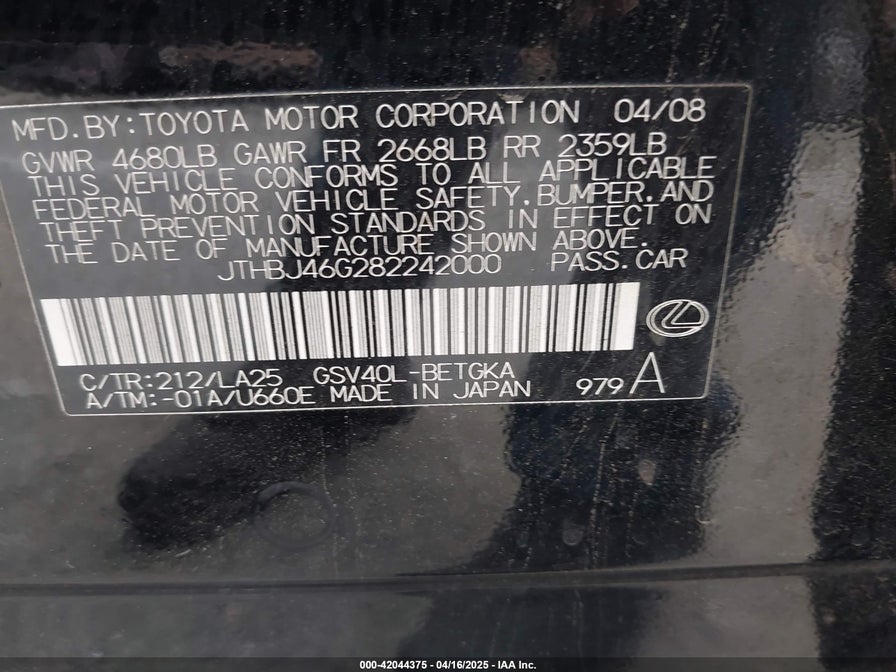 MFD.BY:TOYOTA MOTOR CORPORATION 04/08
GVWR 4680LB GAWR FR 2668LB RR 2359LB
THIS VEHICLE CONFORMS TO ALL APPLICABLE
FEDERAL MOTOR VEHICLE SAFETY,BUMPER,AND
THEFT PREVENTION STANDARDS IN EFFECT ON
THE DATE OF MANUFACTURE SHOWN ABOVE.
JTHBJ46G282242000 PASS.CAR
C/TR:212/LA25 GSV40L-BETGKA
A/TM:-01A/U660E MADE IN JAPAN 979 A
000-42044375 - 04/16/2025 - IAA Inc.